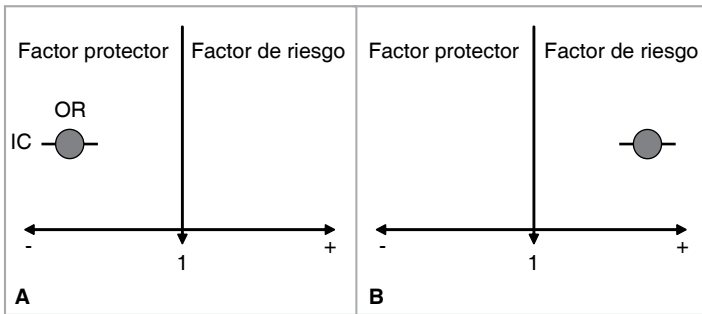 Factor protector
Factor de riesgo
OR
IC
-
+
1
A
Factor protector
Factor de riesgo
-
+
1
B